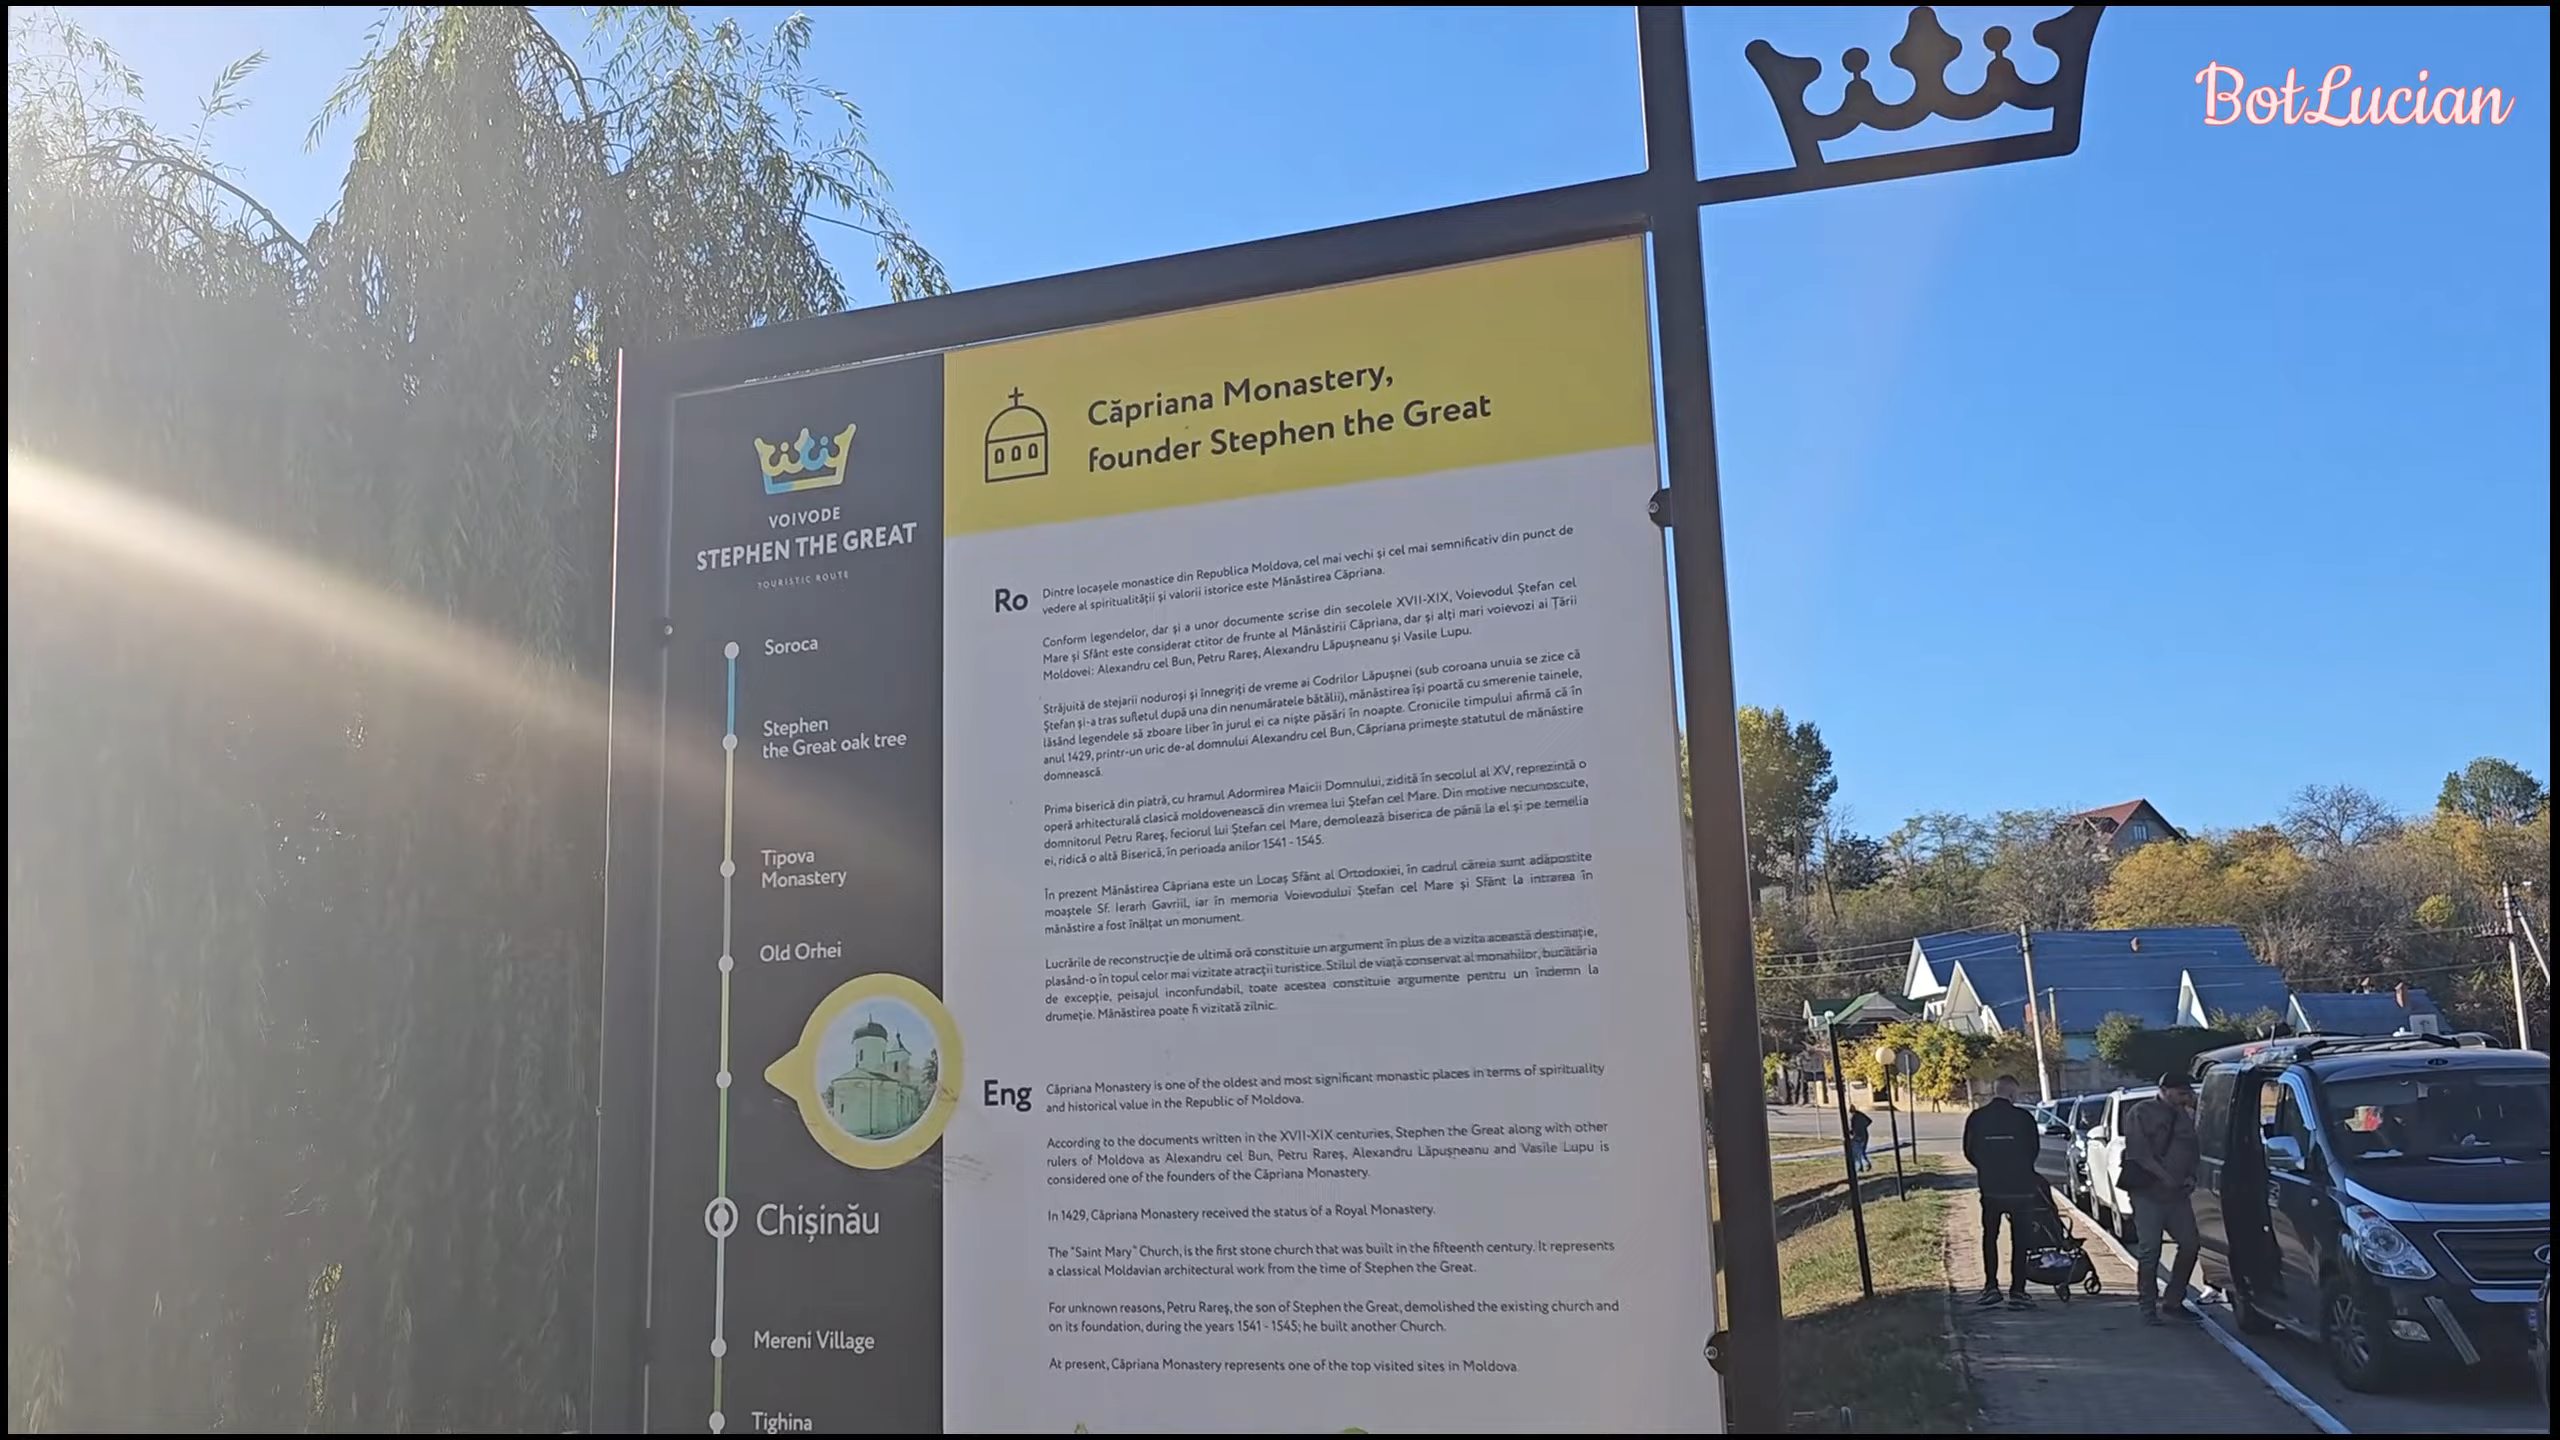 BotLucian
VOIVODE
STEPHEN THE GREAT
TOURISTIC ROUTE
Soroca
Stephen
the Great oak tree
Țipova
Monastery
Old Orhei
Chișinău
Mereni Village
Tighina
Căpriana Monastery,
founder Stephen the Great
Ro
Dintre locașele monastice din Republica Moldova, cel mai vechi și cel mai semnificativ din punct de
vedere al spiritualității și valorii istorice este Mănăstirea Căpriana.
Conform legendelor, dar și a unor documente scrise din secolele XVII-XIX, Voievodul Ștefan cel
Mare și Sfânt este considerat ctitor de frunte al Mănăstirii Căpriana, dar și alți mari voievozi ai Țării
Moldovei: Alexandru cel Bun, Petru Rareș, Alexandru Lăpușneanu și Vasile Lupu.
Străjuită de stejarii noduroși și înnegriți de vreme ai Codrilor Lăpușnei (sub coroana unuia se zice că
Ștefan și-a tras sufletul după una din nenumăratele bătălii), mănăstirea își poartă cu smerenie tainele,
lăsând legendele să zboare liber în jurul ei ca niște păsări în noapte. Cronicile timpului afirmă că în
anul 1429, printr-un uric de-al domnului Alexandru cel Bun, Căpriana primește statutul de mănăstire
domnească.
Prima biserică din piatră, cu hramul Adormirea Maicii Domnului, zidită în secolul al XV, reprezintă o
operă arhitecturală clasică moldovenească din vremea lui Ștefan cel Mare. Din motive necunoscute,
domnitorul Petru Rareș, feciorul lui Ștefan cel Mare, demolează biserica de până la el și pe temelia
ei, ridică o altă Biserică, în perioada anilor 1541 - 1545.
În prezent Mănăstirea Căpriana este un Locaș Sfânt al Ortodoxiei, în cadrul căreia sunt adăpostite
moaștele Sf. Ierarh Gavriil, iar în memoria Voievodului Ștefan cel Mare și Sfânt la intrarea în
mănăstire a fost înălțat un monument.
Lucrările de reconstrucție de ultimă oră constituie un argument în plus de a vizita această destinație,
plasând-o în topul celor mai vizitate atracții turistice. Stilul de viață conservat al monahilor, bucătăria
de excepție, peisajul inconfundabil, toate acestea constituie argumente pentru un îndemn la
drumeție. Mănăstirea poate fi vizitată zilnic.
Eng
Căpriana Monastery is one of the oldest and most significant monastic places in terms of spirituality
and historical value in the Republic of Moldova.
According to the documents written in the XVII-XIX centuries, Stephen the Great along with other
rulers of Moldova as Alexandru cel Bun, Petru Rareș, Alexandru Lăpușneanu and Vasile Lupu is
considered one of the founders of the Căpriana Monastery.
In 1429, Căpriana Monastery received the status of a Royal Monastery.
The "Saint Mary" Church, is the first stone church that was built in the fifteenth century. It represents
a classical Moldavian architectural work from the time of Stephen the Great.
For unknown reasons, Petru Rareș, the son of Stephen the Great, demolished the existing church and
on its foundation, during the years 1541 - 1545; he built another Church.
At present, Căpriana Monastery represents one of the top visited sites in Moldova.